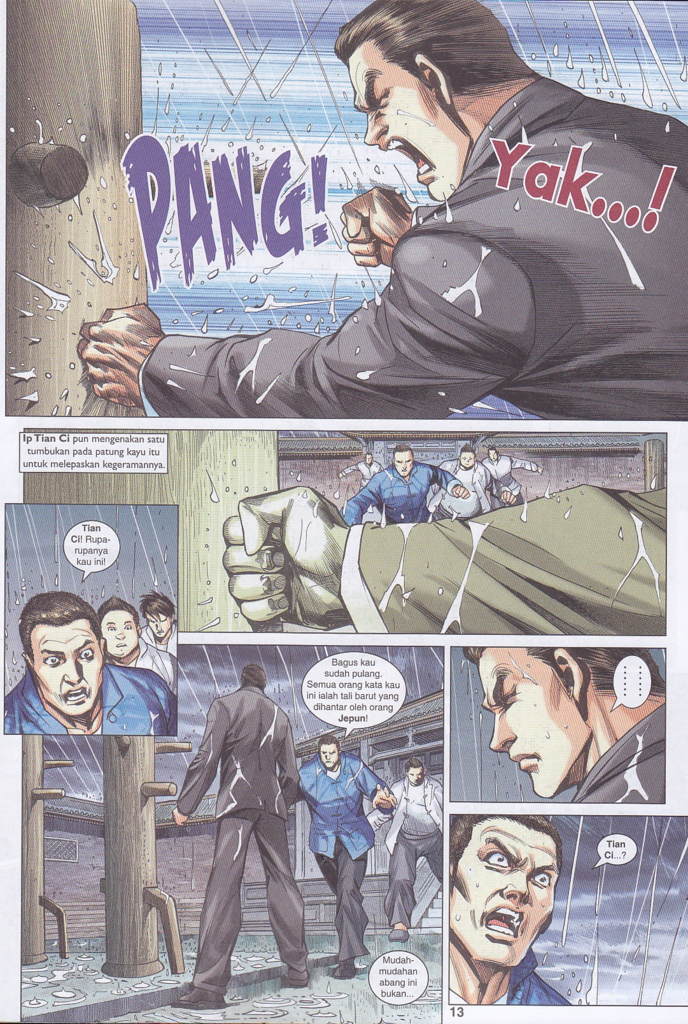 PANG!
Yak....!
Ip Tian Ci pun mengenakan satu
tumbukan pada patung kayu itu
untuk melepaskan kegeramannya.
Tian
Ci! Rupa-
rupanya
kau ini!
Bagus kau
sudah pulang.
Semua orang kata kau
ini ialah tali barut yang
dihantar oleh orang
Jepun!
Mudah-
mudahan
abang ini
bukan...
Tian
Ci...?
13